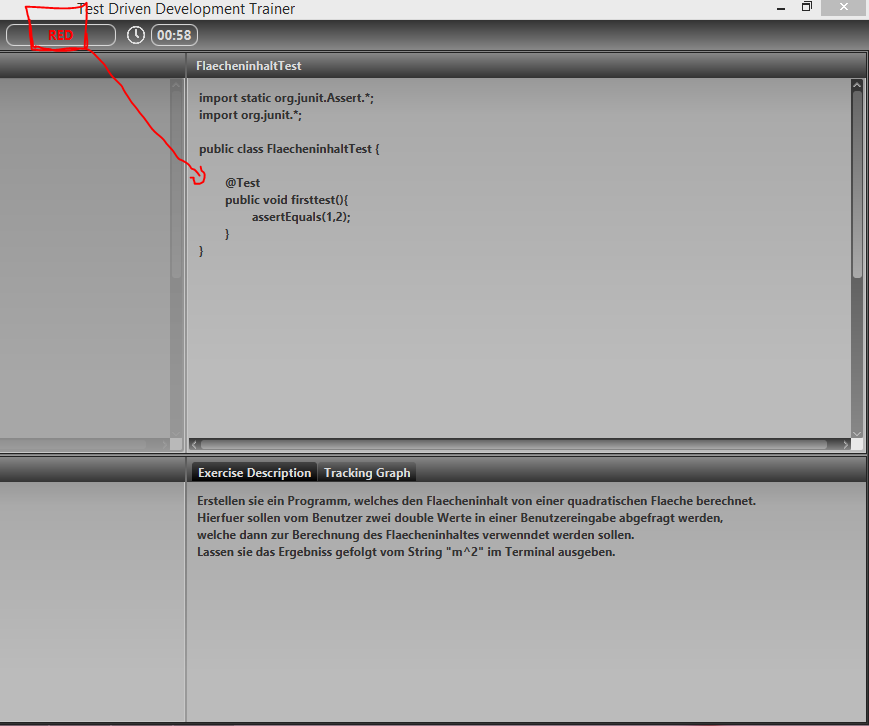 Test Driven Development Trainer
RED
00:58
FlaecheninhaltTest
import static org.junit.Assert.*;
import org.junit.*;
public class FlaecheninhaltTest {
@Test
public void firsttest(){
assertEquals(1,2);
}
}
Exercise Description Tracking Graph
Erstellen sie ein Programm, welches den Flaecheninhalt von einer quadratischen Flaeche berechnet.
Hierfuer sollen vom Benutzer zwei double Werte in einer Benutzereingabe abgefragt werden,
welche dann zur Berechnung des Flaecheninhaltes verwenndet werden sollen.
Lassen sie das Ergebniss gefolgt vom String "m^2" im Terminal ausgeben.